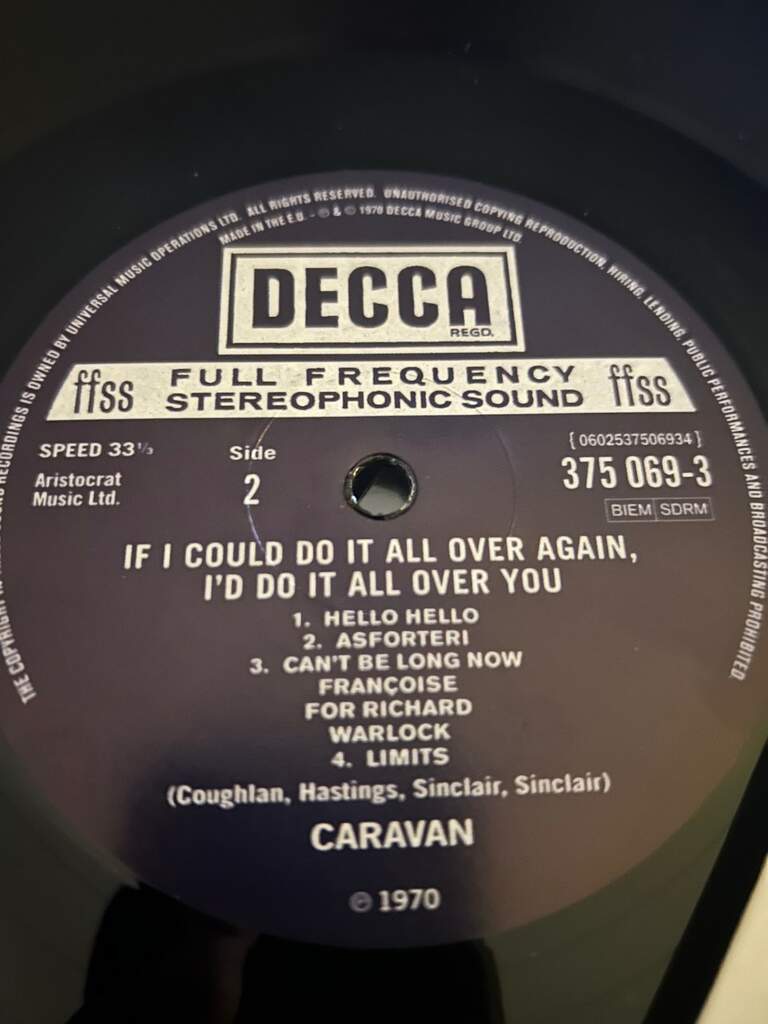 THE COPYRIGHT IN RECORDINGS IS OWNED BY UNIVERSAL MUSIC OPERATIONS LTD. ALL RIGHTS RESERVED. UNAUTHORISED COPYING REPRODUCTION, HIRING, LENDING, PUBLIC PERFORMANCES AND BROADCASTING PROHIBITED.
MADE IN THE E.U. - ℗ & © 1970 DECCA MUSIC GROUP LTD.
DECCA
REGD.
ffss FULL FREQUENCY ffss
STEREOPHONIC SOUND
SPEED 33⅓ Side {0602537506934}
Aristocrat 2 375 069-3
Music Ltd. BIEM SDRM
IF I COULD DO IT ALL OVER AGAIN,
I'D DO IT ALL OVER YOU
1. HELLO HELLO
2. ASFORTERI
3. CAN'T BE LONG NOW
FRANÇOISE
FOR RICHARD
WARLOCK
4. LIMITS
(Coughlan, Hastings, Sinclair, Sinclair)
CARAVAN
℗ 1970